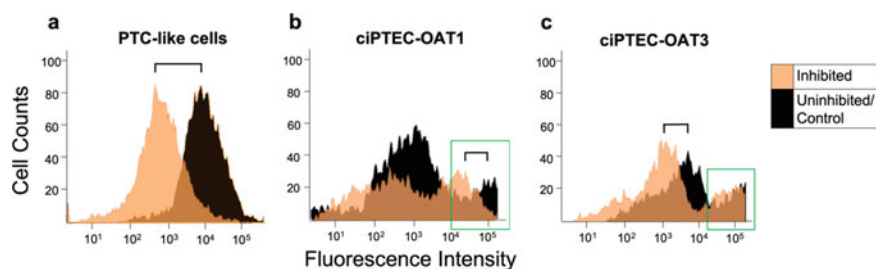 a
PTC-like cells
b
ciPTEC-OAT1
c
ciPTEC-OAT3
Cell Counts
100
80
60
40
20
10¹ 10² 10³ 10⁴ 10⁵
100
80
60
40
20
10¹ 10² 10³ 10⁴ 10⁵
100
80
60
40
20
10¹ 10² 10³ 10⁴ 10⁵
Fluorescence Intensity
Inhibited
Uninhibited/
Control